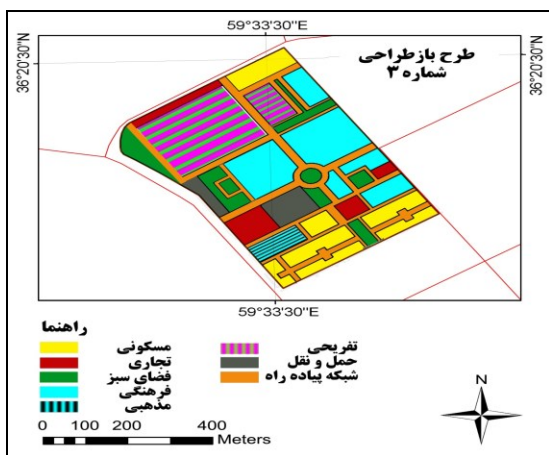 59°33'30"E
36°20'30"N
36°20'30"N
طرح بازطراحی
شماره ۳
59°33'30"E
راهنما
مسکونی
تفریحی
تجاری
حمل و نقل
فضای سبز
شبکه پیاده راه
فرهنگی
مذهبی
N
0 100 200 400
Meters